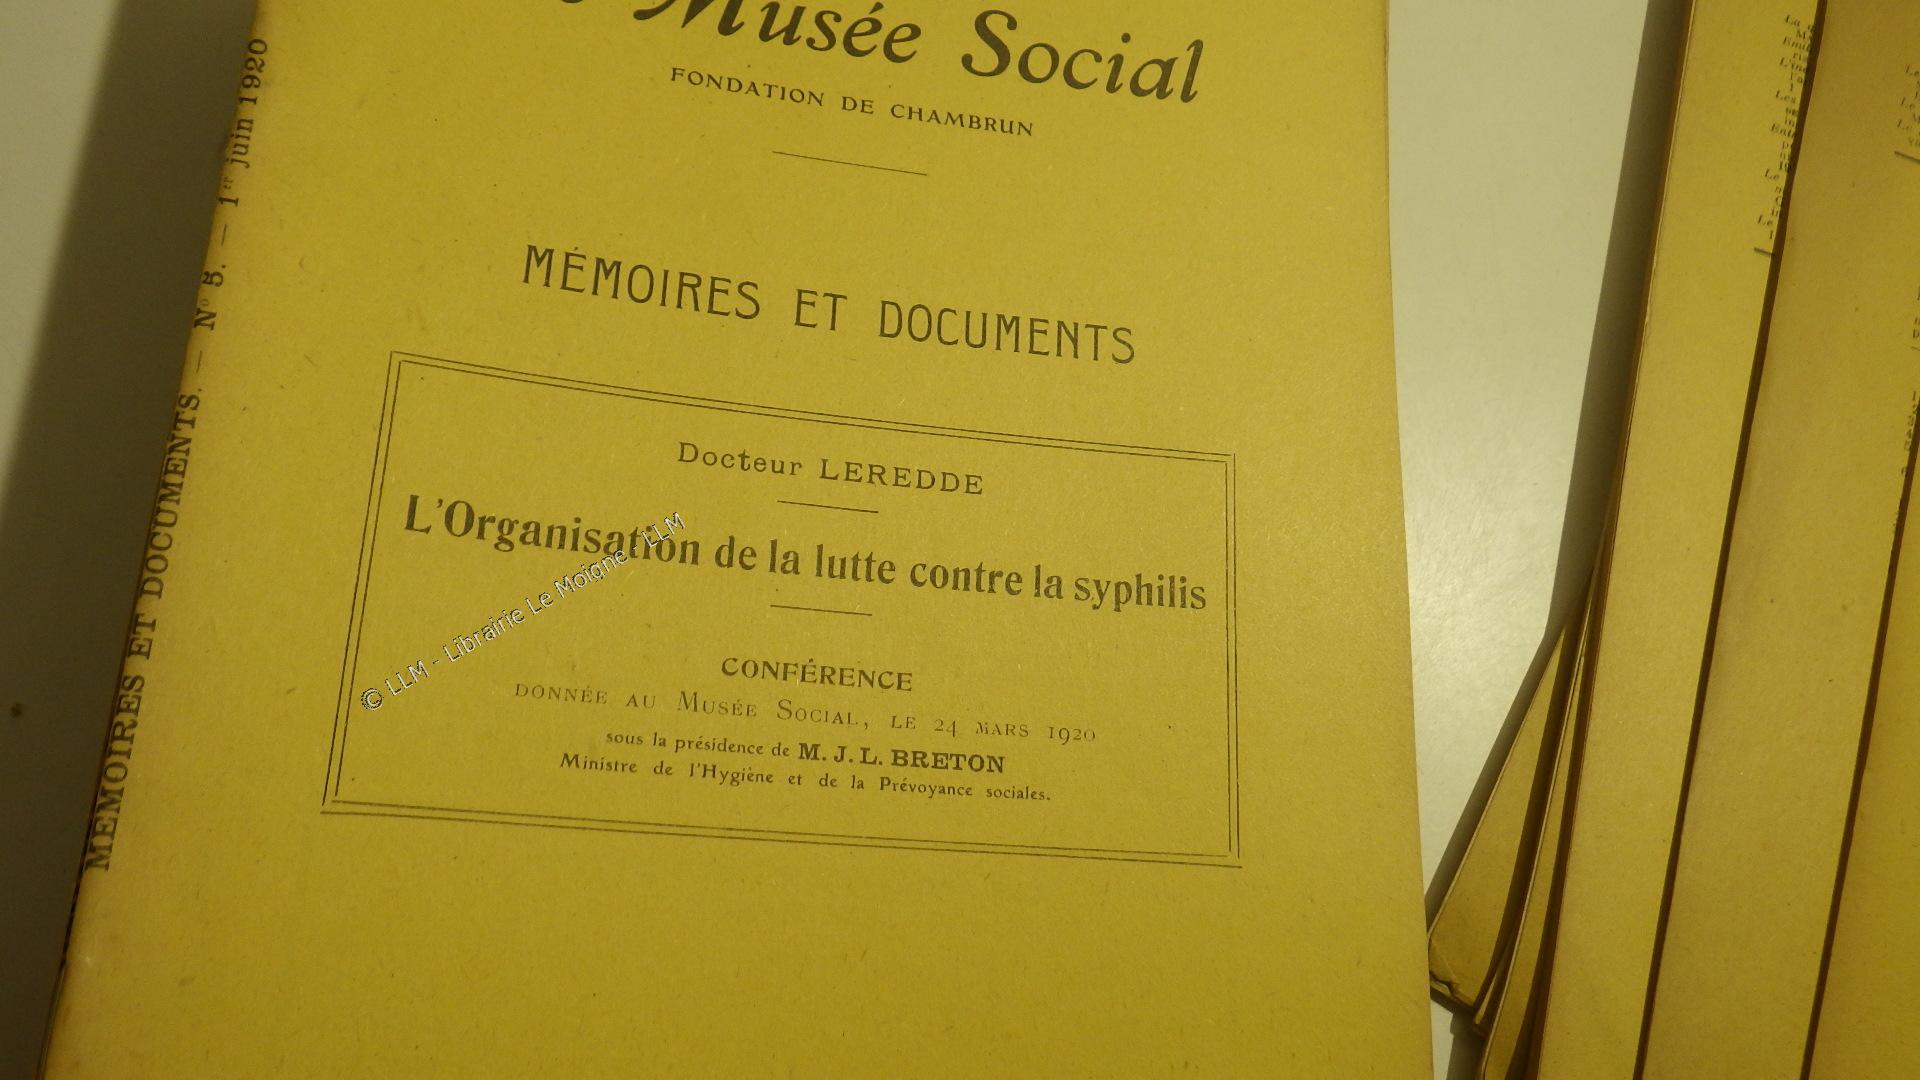 Musée Social
FONDATION DE CHAMBRUN
MÉMOIRES ET DOCUMENTS
Docteur LEREDDE
L'Organisation de la lutte contre la syphilis
CONFÉRENCE
DONNÉE AU MUSÉE SOCIAL, LE 24 MARS 1920
sous la présidence de M. J. L. BRETON
Ministre de l'Hygiène et de la Prévoyance sociales.
MÉMOIRES ET DOCUMENTS. — N° 5. — 1er juin 1920
© LLM - Librairie Le Moigne - LLM